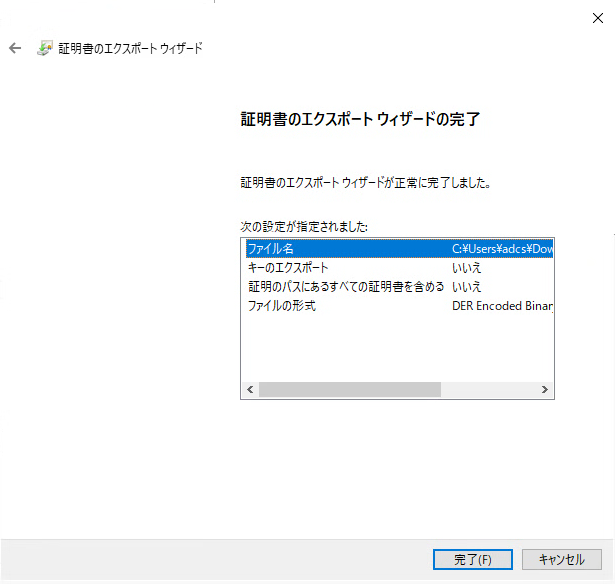 証明書のエクスポート ウィザード
証明書のエクスポート ウィザードの完了
証明書のエクスポート ウィザードが正常に完了しました。
次の設定が指定されました:
ファイル名 C:¥Users¥adcs¥Dow
キーのエクスポート いいえ
証明のパスにあるすべての証明書を含める いいえ
ファイルの形式 DER Encoded Binar
完了(F) キャンセル